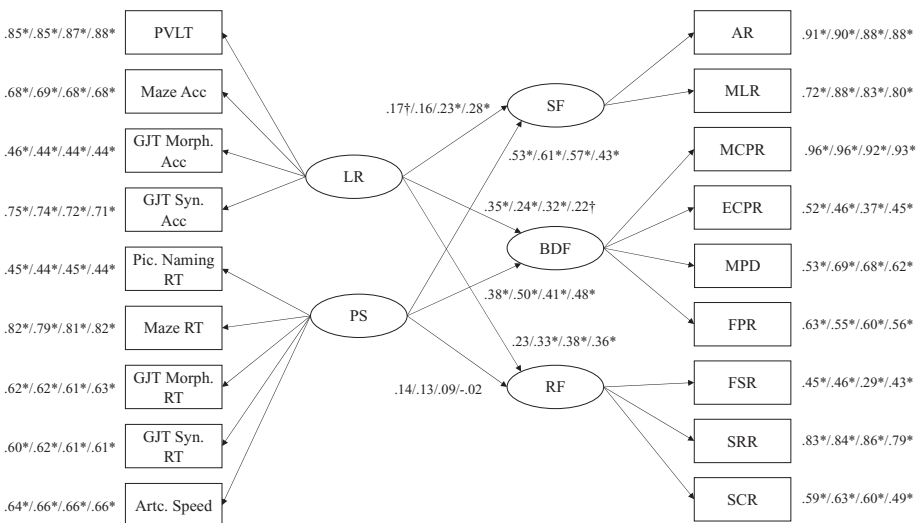 .85*/.85*/.87*/.88*
PVLT
.68*/.69*/.68*/.68*
Maze Acc
.46*/.44*/.44*/.44*
GJT Morph.
Acc
.75*/.74*/.72*/.71*
GJT Syn.
Acc
.45*/.44*/.45*/.44*
Pic. Naming
RT
.82*/.79*/.81*/.82*
Maze RT
.62*/.62*/.61*/.63*
GJT Morph.
RT
.60*/.62*/.61*/.61*
GJT Syn.
RT
.64*/.66*/.66*/.66*
Artc. Speed
LR
PS
.17†/.16/.23*/.28*
.53*/.61*/.57*/.43*
.35*/.24*/.32*/.22†
.38*/.50*/.41*/.48*
.23/.33*/.38*/.36*
.14/.13/.09/-.02
SF
BDF
RF
AR
.91*/.90*/.88*/.88*
MLR
.72*/.88*/.83*/.80*
MCPR
.96*/.96*/.92*/.93*
ECPR
.52*/.46*/.37*/.45*
MPD
.53*/.69*/.68*/.62*
FPR
.63*/.55*/.60*/.56*
FSR
.45*/.46*/.29*/.43*
SRR
.83*/.84*/.86*/.79*
SCR
.59*/.63*/.60*/.49*